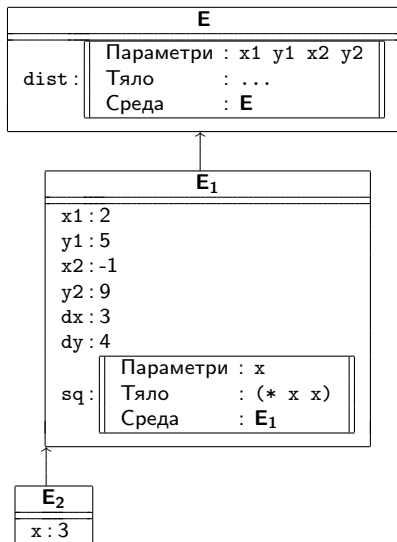 E
Параметри : x1 y1 x2 y2
dist : Тяло : ...
Среда : E
E₁
x1 : 2
y1 : 5
x2 : -1
y2 : 9
dx : 3
dy : 4
Параметри : x
sq : Тяло : (* x x)
Среда : E₁
E₂
x : 3